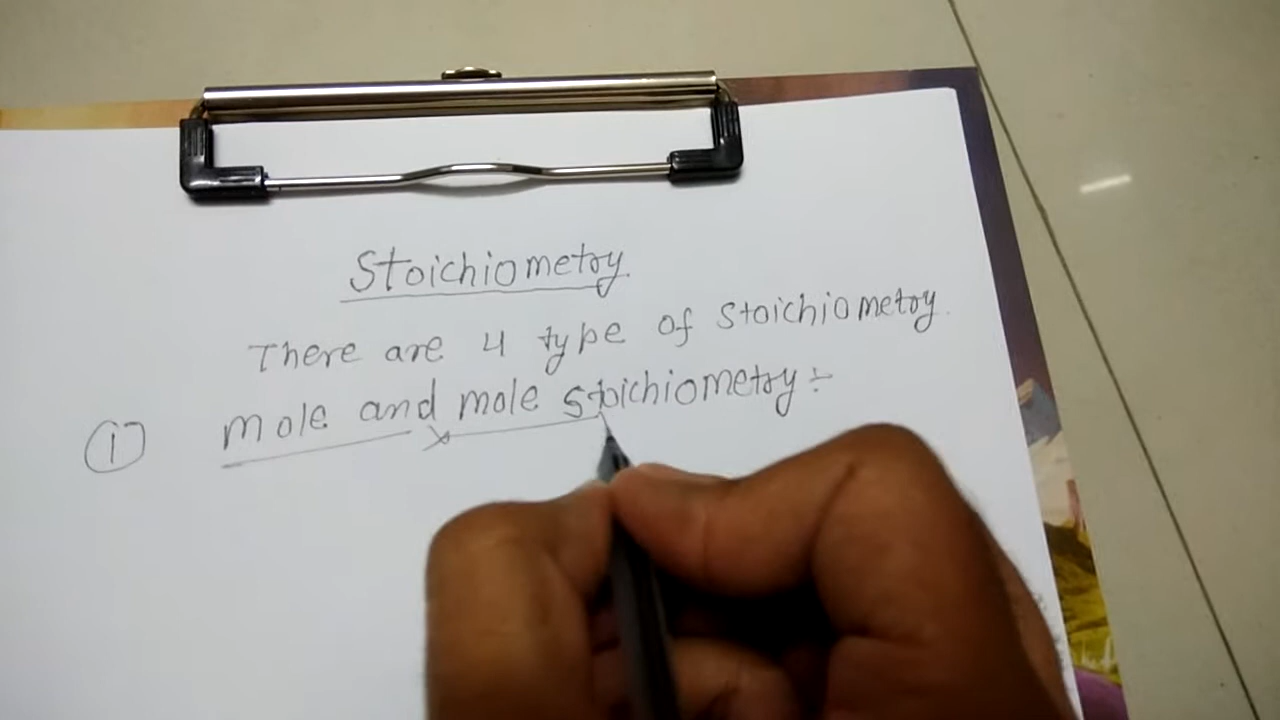 Stoichiometry.
There are 4 type of stoichiometry.
① mole and mole stoichiometry ÷